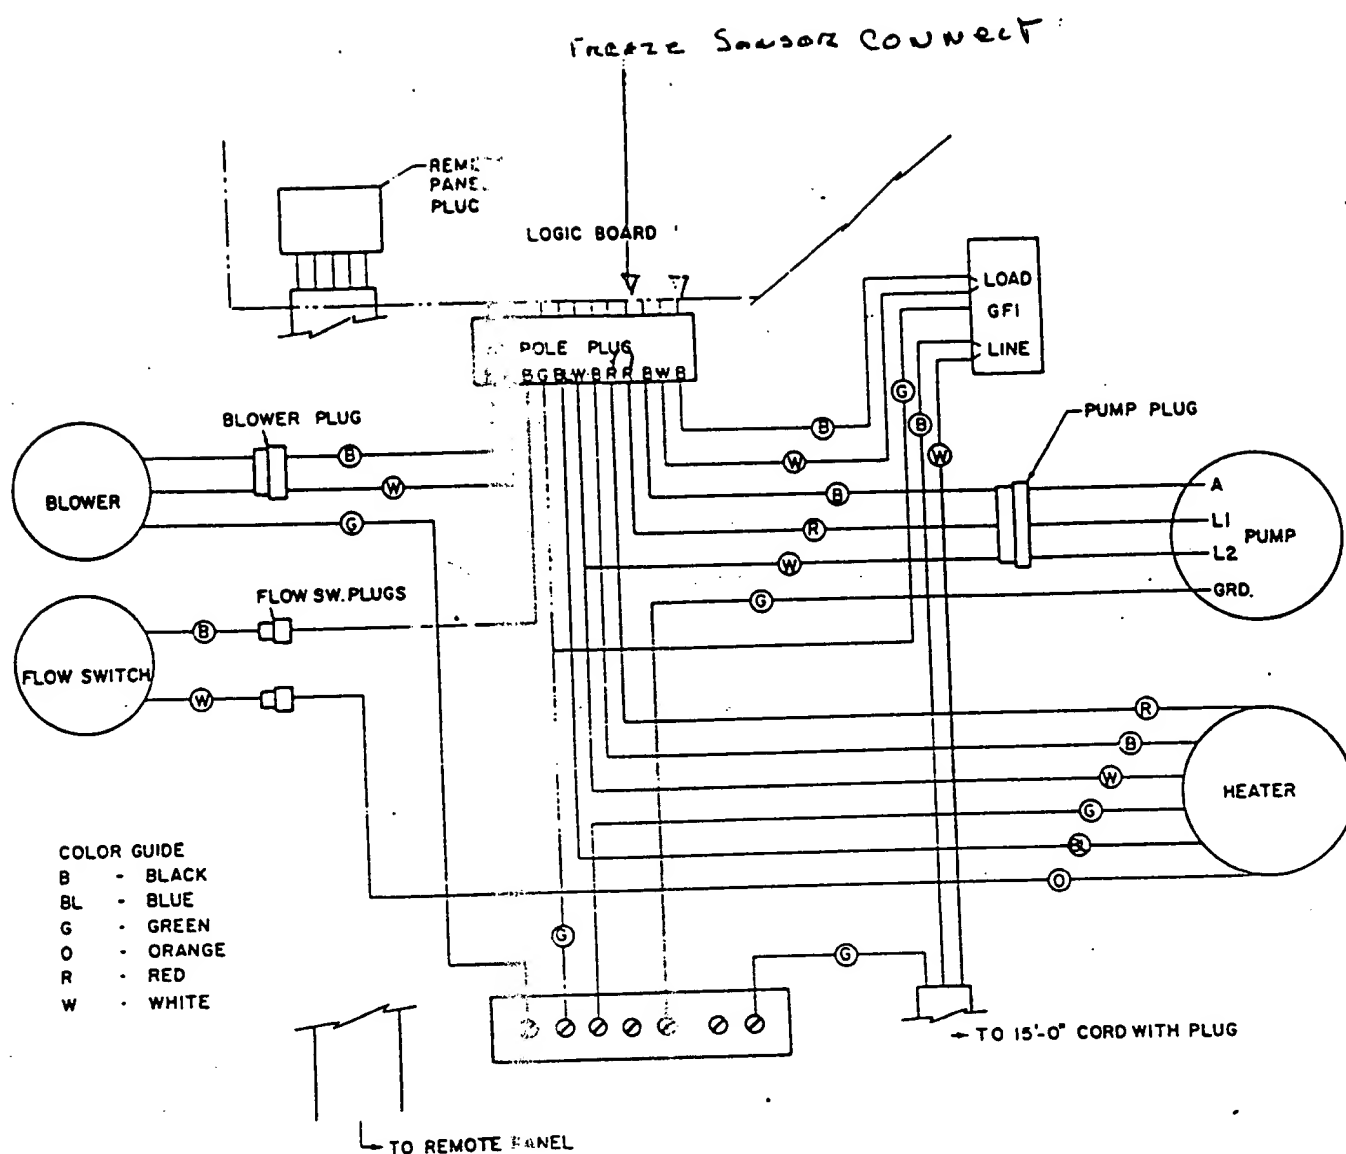 FREEZE SENSOR CONNECT
PANEL
PLUG
LOGIC BOARD
LOAD
GFI
LINE
POLE PLUG
B G BL W B R R B W B
BLOWER PLUG
PUMP PLUG
G
B
B
B
W
W
W
BLOWER
B
A
G
R
L1
PUMP
W
L2
FLOW SW. PLUGS
G
GRD.
B
FLOW SWITCH
W
R
B
W
HEATER
G
BL
O
COLOR GUIDE
B - BLACK
BL - BLUE
G - GREEN
O - ORANGE
R - RED
W - WHITE
G
G
TO 15'-0" CORD WITH PLUG
TO REMOTE PANEL